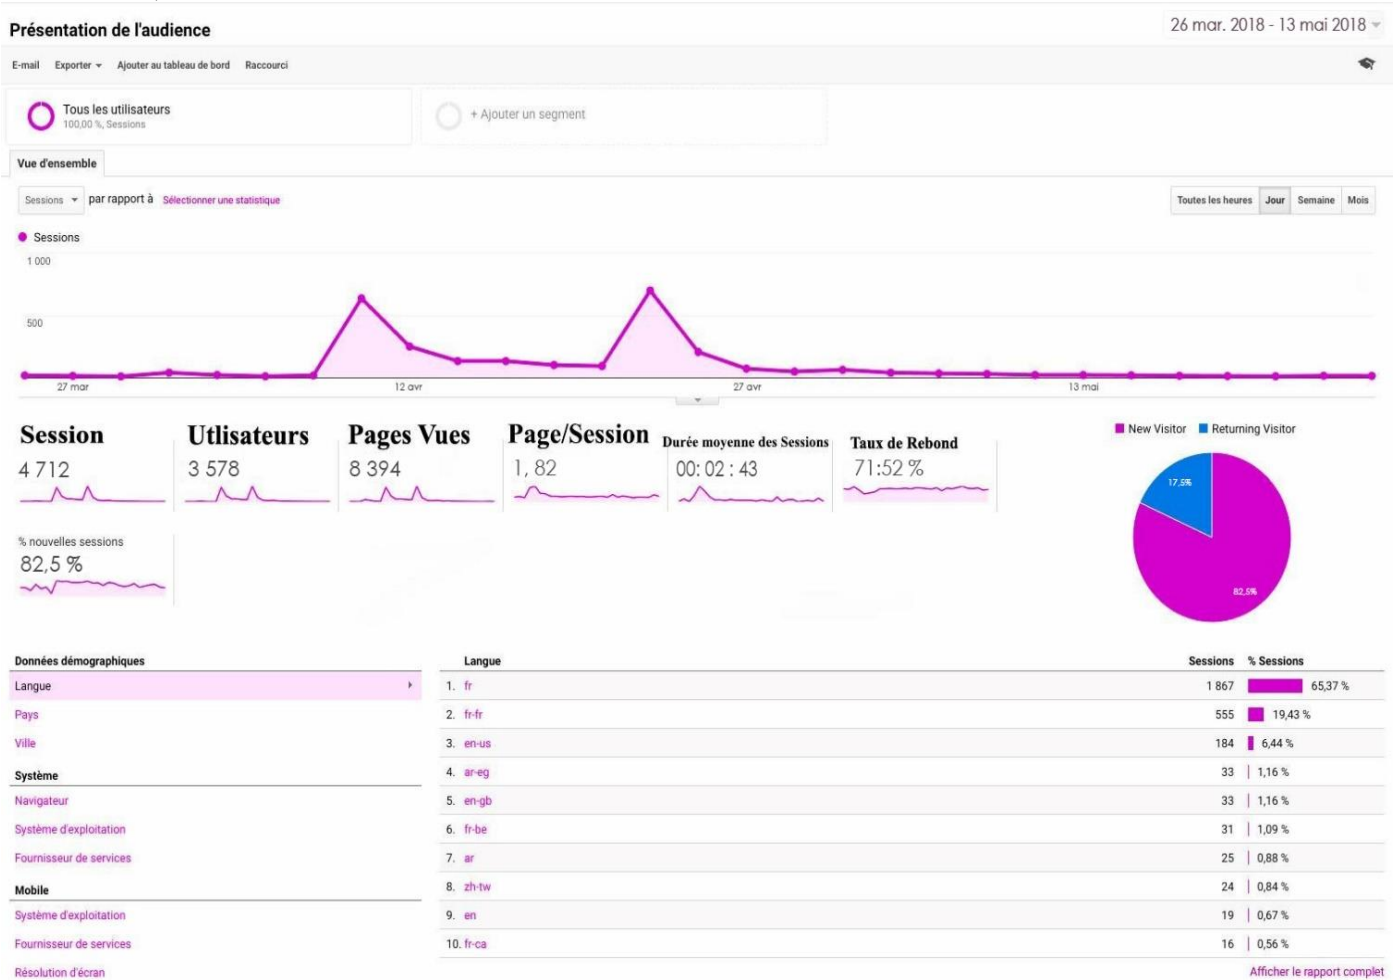 Présentation de l'audience
26 mar. 2018 - 13 mai 2018
E-mail Exporter Ajouter au tableau de bord Raccourci
Tous les utilisateurs
100,00 %, Sessions
+ Ajouter un segment
Vue d'ensemble
Sessions par rapport à Sélectionner une statistique
Toutes les heures Jour Semaine Mois
Sessions
1 000
500
27 mar 12 avr 27 avr 13 mai
Session Utlisateurs Pages Vues Page/Session Durée moyenne des Sessions Taux de Rebond
4 712 3 578 8 394 1, 82 00: 02 : 43 71:52 %
New Visitor Returning Visitor
17,5%
82,5%
% nouvelles sessions
82,5 %
Données démographiques
Langue
Pays
Ville
Système
Navigateur
Système d'exploitation
Fournisseur de services
Mobile
Système d'exploitation
Fournisseur de services
Résolution d'écran
Langue Sessions % Sessions
1. fr 1 867 65,37 %
2. fr-fr 555 19,43 %
3. en-us 184 6,44 %
4. ar-eg 33 1,16 %
5. en-gb 33 1,16 %
6. fr-be 31 1,09 %
7. ar 25 0,88 %
8. zh-tw 24 0,84 %
9. en 19 0,67 %
10. fr-ca 16 0,56 %
Afficher le rapport complet